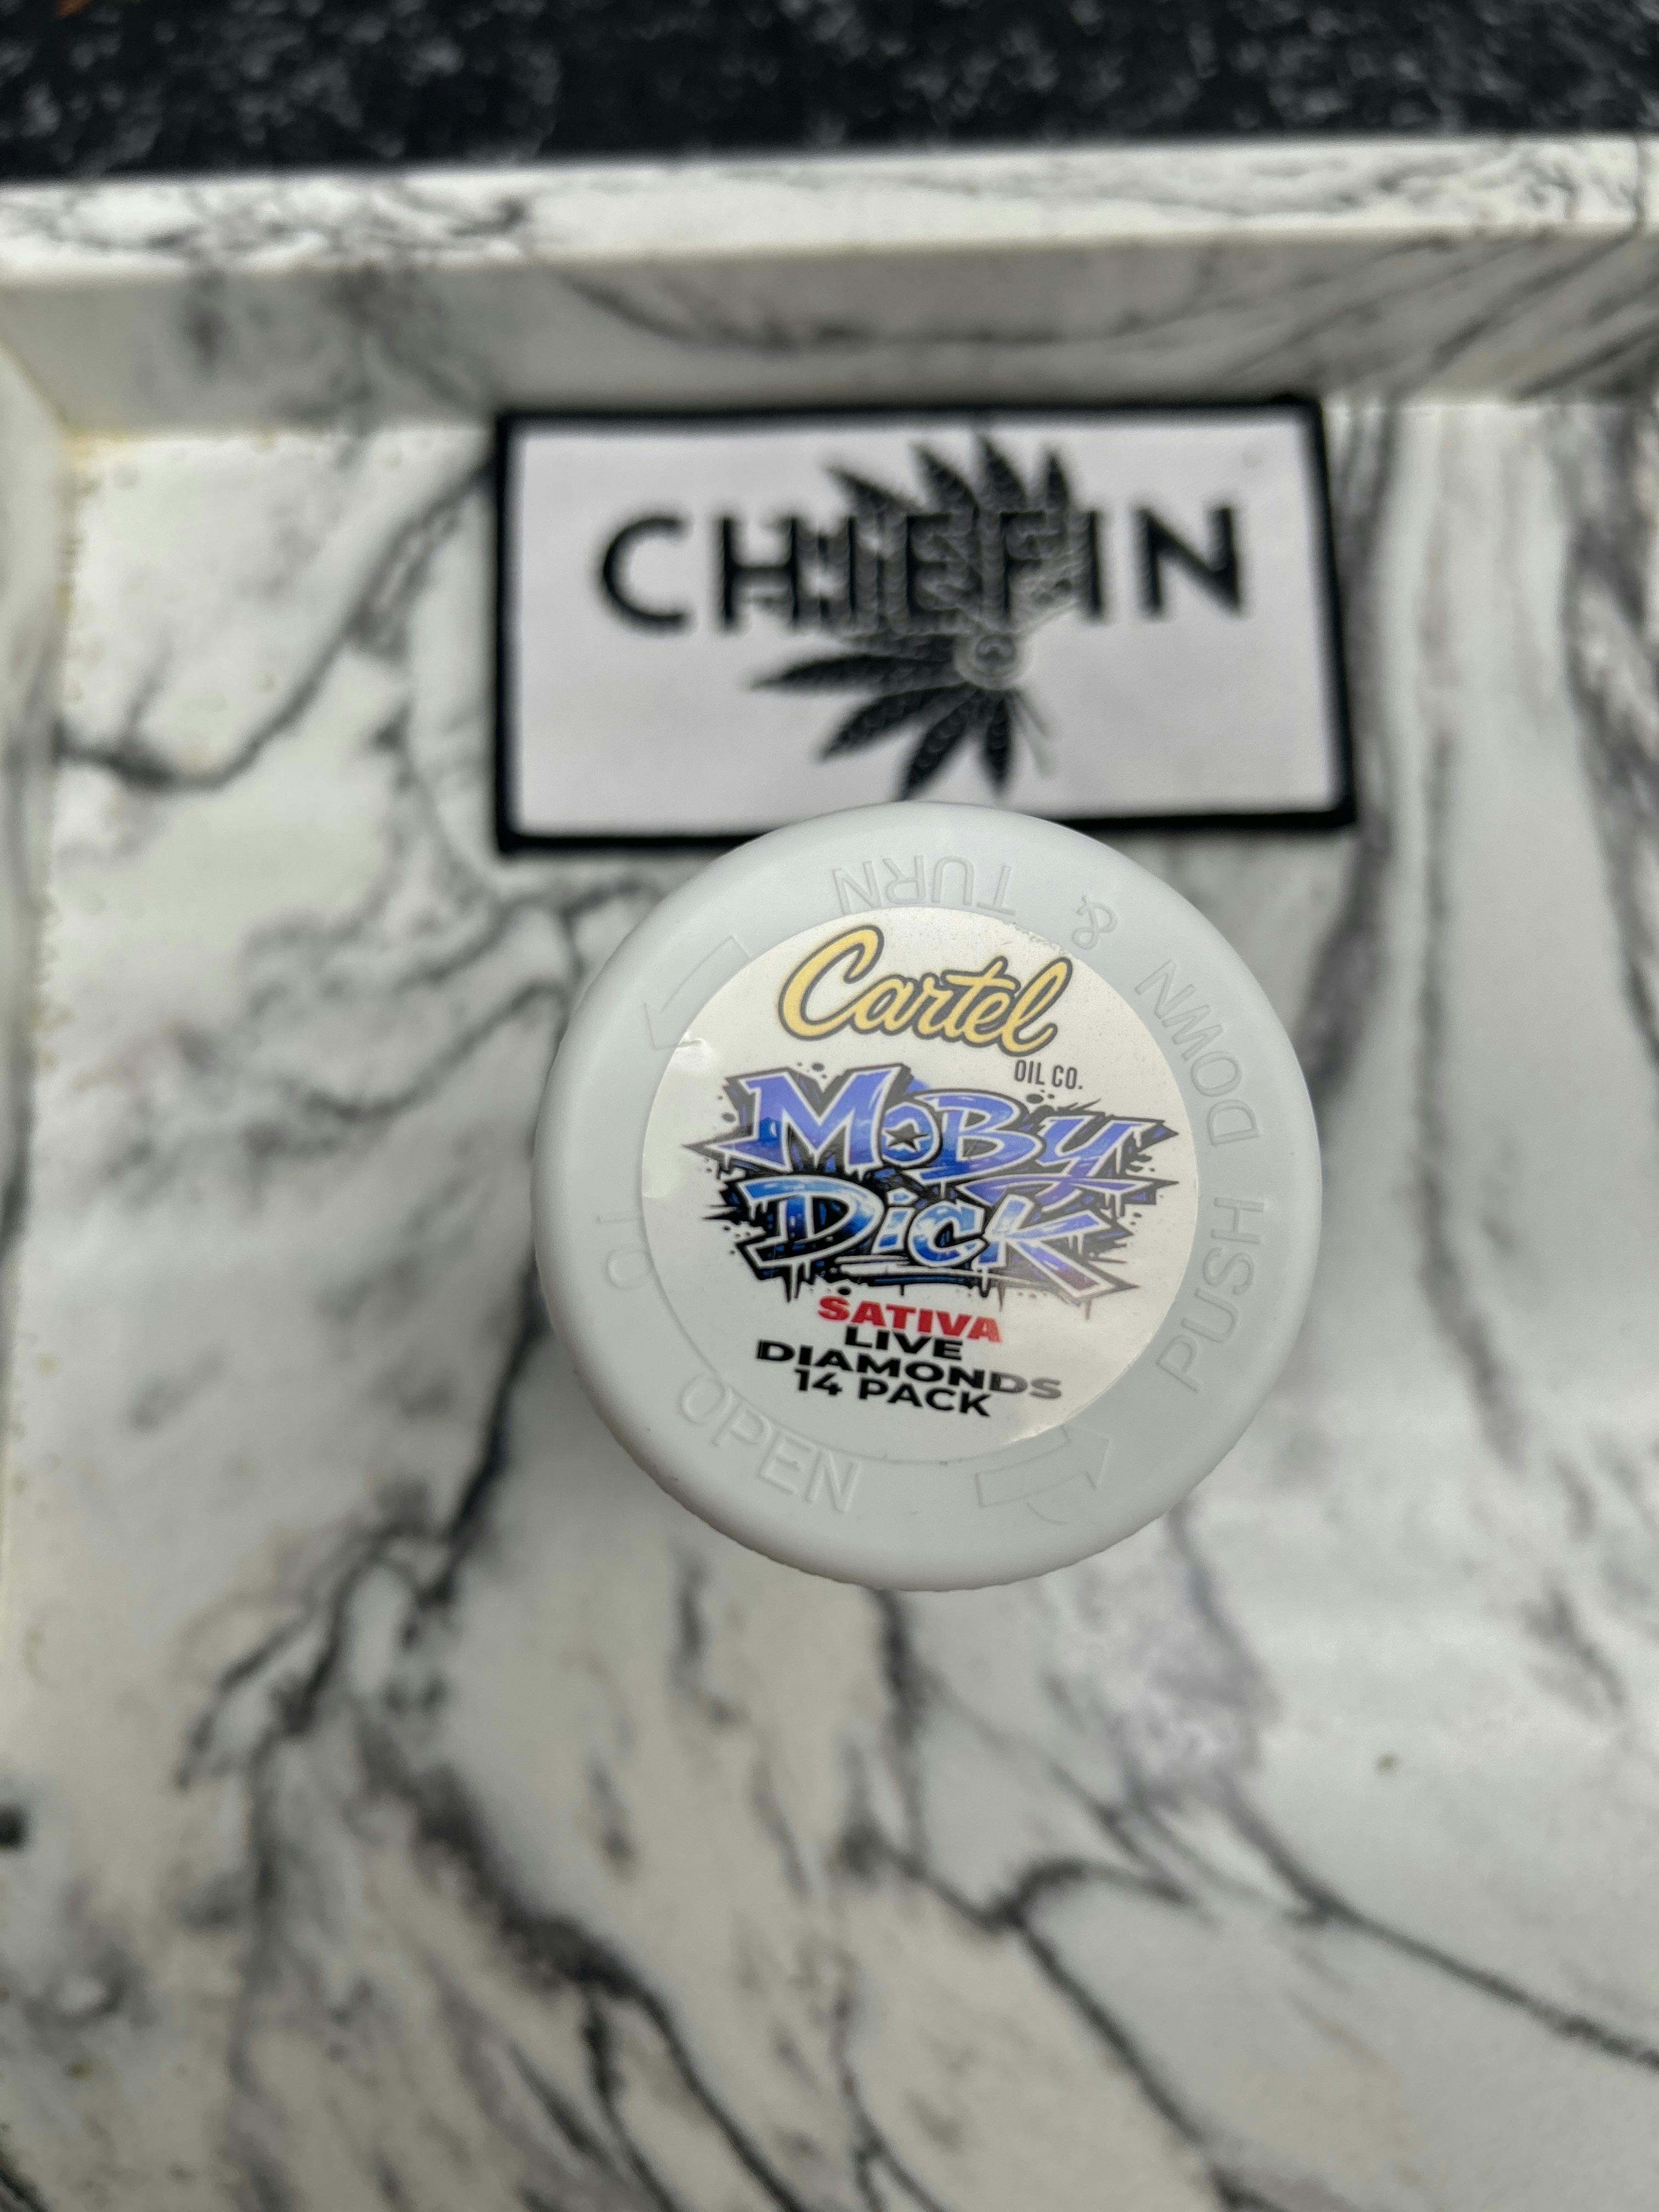 CHIEFIN
Cartel
OIL CO.
MOBY
DiCK
SATIVA
LIVE
DIAMONDS
14 PACK
PUSH DOWN & TURN
TO OPEN